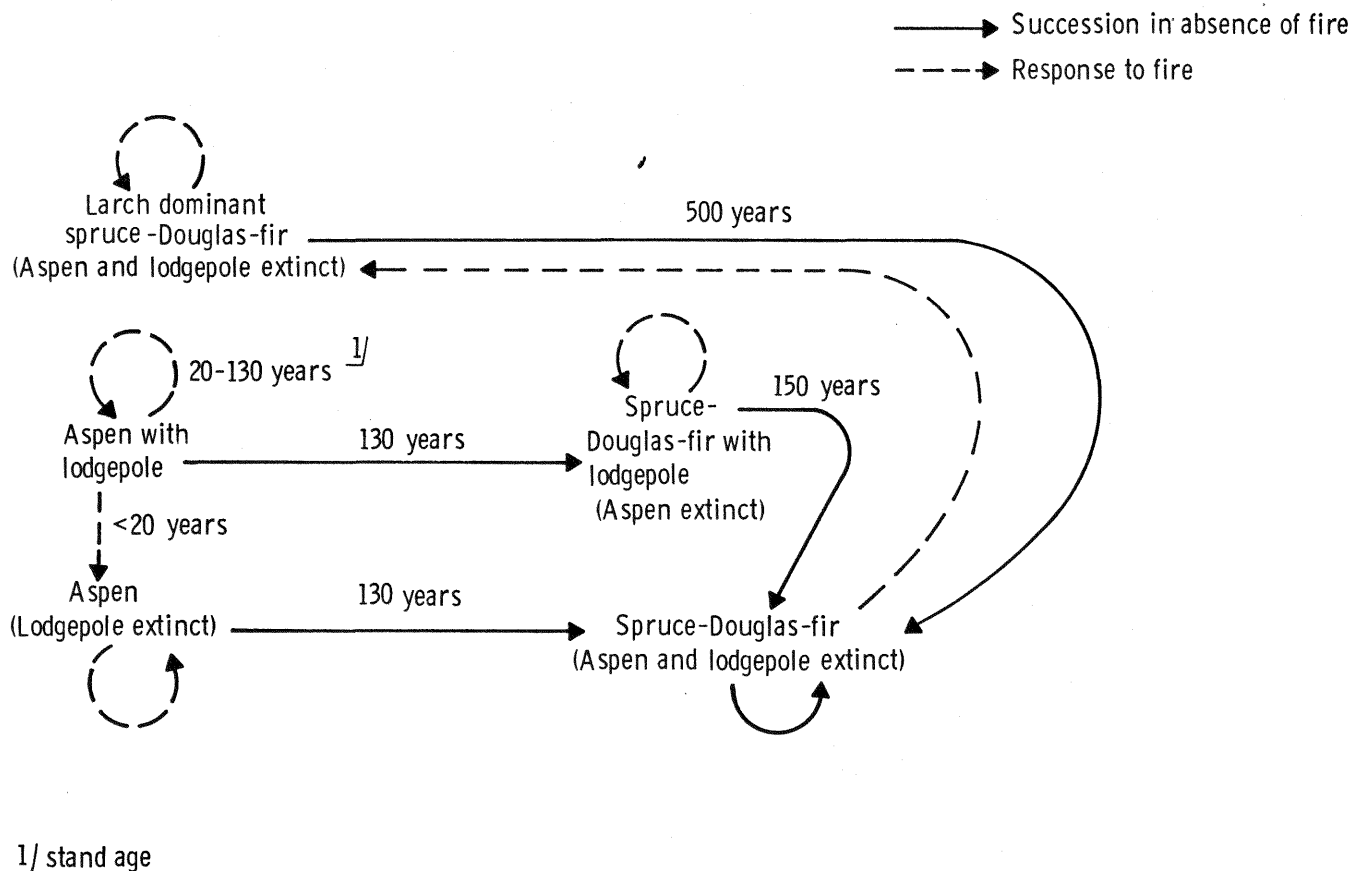 Succession in absence of fire
Response to fire
Larch dominant
spruce-Douglas-fir
(Aspen and lodgepole extinct)
500 years
20-130 years 1/
Aspen with
lodgepole
130 years
Spruce-
Douglas-fir with
lodgepole
(Aspen extinct)
150 years
<20 years
Aspen
(Lodgepole extinct)
130 years
Spruce-Douglas-fir
(Aspen and lodgepole extinct)
1/ stand age